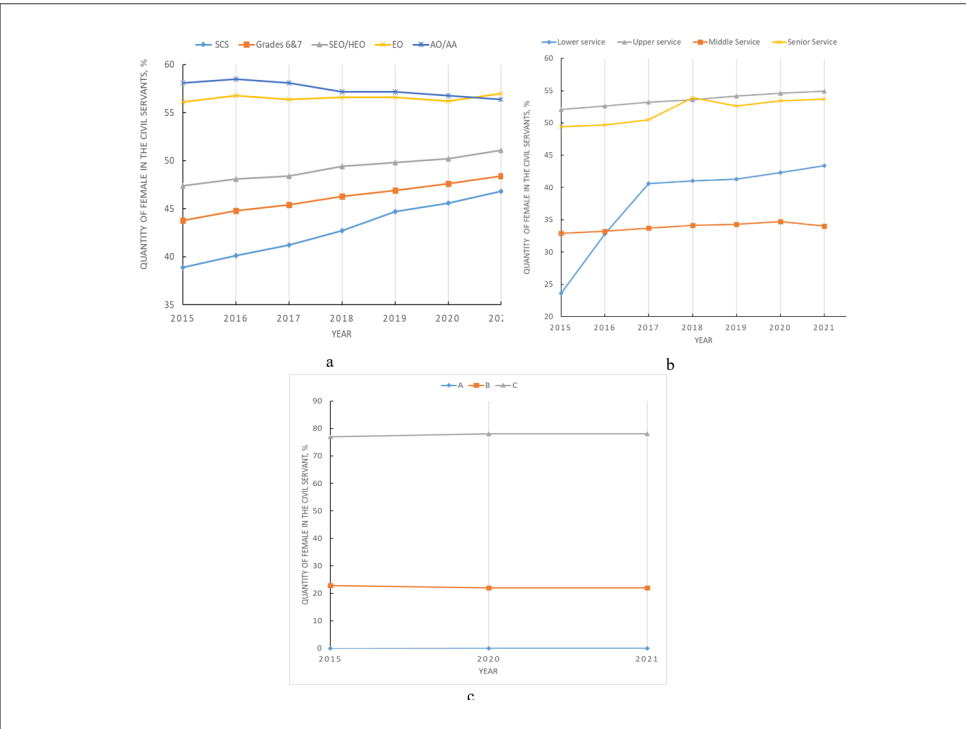 SCS Grades 6&7 SEO/HEO EO AO/AA
QUANTITY OF FEMALE IN THE CIVIL SERVANTS, %
60
55
50
45
40
35
2015 2016 2017 2018 2019 2020 202
YEAR
a
Lower service Upper service Middle Service Senior Service
QUANTITY OF FEMALE IN THE CIVIL SERVANTS, %
60
55
50
45
40
35
30
25
20
2015 2016 2017 2018 2019 2020 2021
YEAR
b
A B C
QUANTITY OF FEMALE IN THE CIVIL SERVANT, %
90
80
70
60
50
40
30
20
10
0
2015 2020 2021
YEAR
c